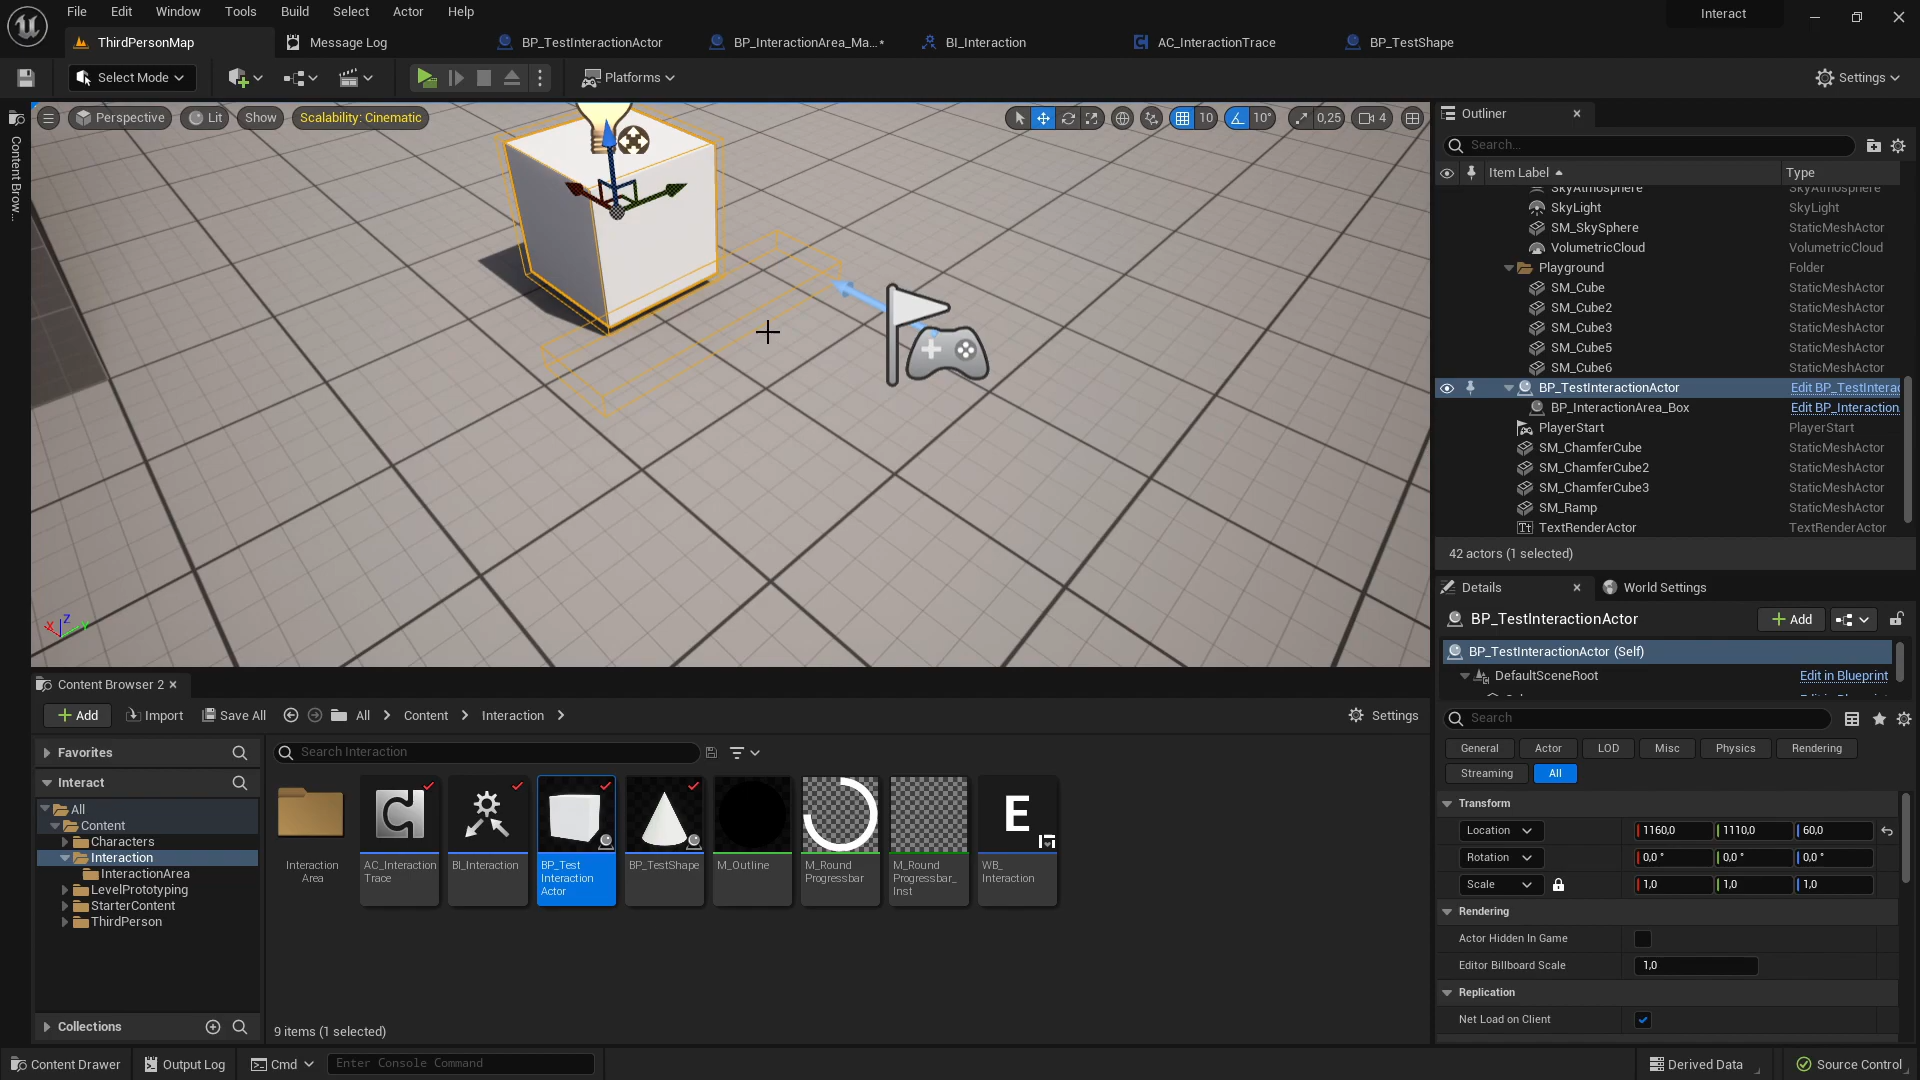 File Edit Window Tools Build Select Actor Help Interact
ThirdPersonMap Message Log BP_TestInteractionActor BP_InteractionArea_Ma...* BI_Interaction AC_InteractionTrace BP_TestShape
Select Mode Platforms Settings
Content Brow...
Perspective Lit Show Scalability: Cinematic 10 10° 0,25 4
Outliner
Search...
Item Label Type
SkyAtmosphere SkyAtmosphere
SkyLight SkyLight
SM_SkySphere StaticMeshActor
VolumetricCloud VolumetricCloud
Playground Folder
SM_Cube StaticMeshActor
SM_Cube2 StaticMeshActor
SM_Cube3 StaticMeshActor
SM_Cube5 StaticMeshActor
SM_Cube6 StaticMeshActor
BP_TestInteractionActor Edit BP_TestInterac
BP_InteractionArea_Box Edit BP_Interaction
PlayerStart PlayerStart
SM_ChamferCube StaticMeshActor
SM_ChamferCube2 StaticMeshActor
SM_ChamferCube3 StaticMeshActor
SM_Ramp StaticMeshActor
TextRenderActor TextRenderActor
42 actors (1 selected)
Details World Settings
BP_TestInteractionActor Add
BP_TestInteractionActor (Self)
DefaultSceneRoot Edit in Blueprint
Search
General Actor LOD Misc Physics Rendering
Streaming All
Transform
Location 1160,0 1110,0 60,0
Rotation 0,0 ° 0,0 ° 0,0 °
Scale 1,0 1,0 1,0
Rendering
Actor Hidden In Game
Editor Billboard Scale 1,0
Replication
Net Load on Client
X Z Y
Content Browser 2
Add Import Save All All Content Interaction Settings
Favorites
Interact
All
Content
Characters
Interaction
InteractionArea
LevelPrototyping
StarterContent
ThirdPerson
Collections
Search Interaction
Interaction
Area
AC_Interaction
Trace
BI_Interaction
BP_Test
Interaction
Actor
BP_TestShape
M_Outline
M_Round
Progressbar
M_Round
Progressbar_
Inst
E
WB_
Interaction
9 items (1 selected)
Content Drawer Output Log Cmd Enter Console Command Derived Data Source Control